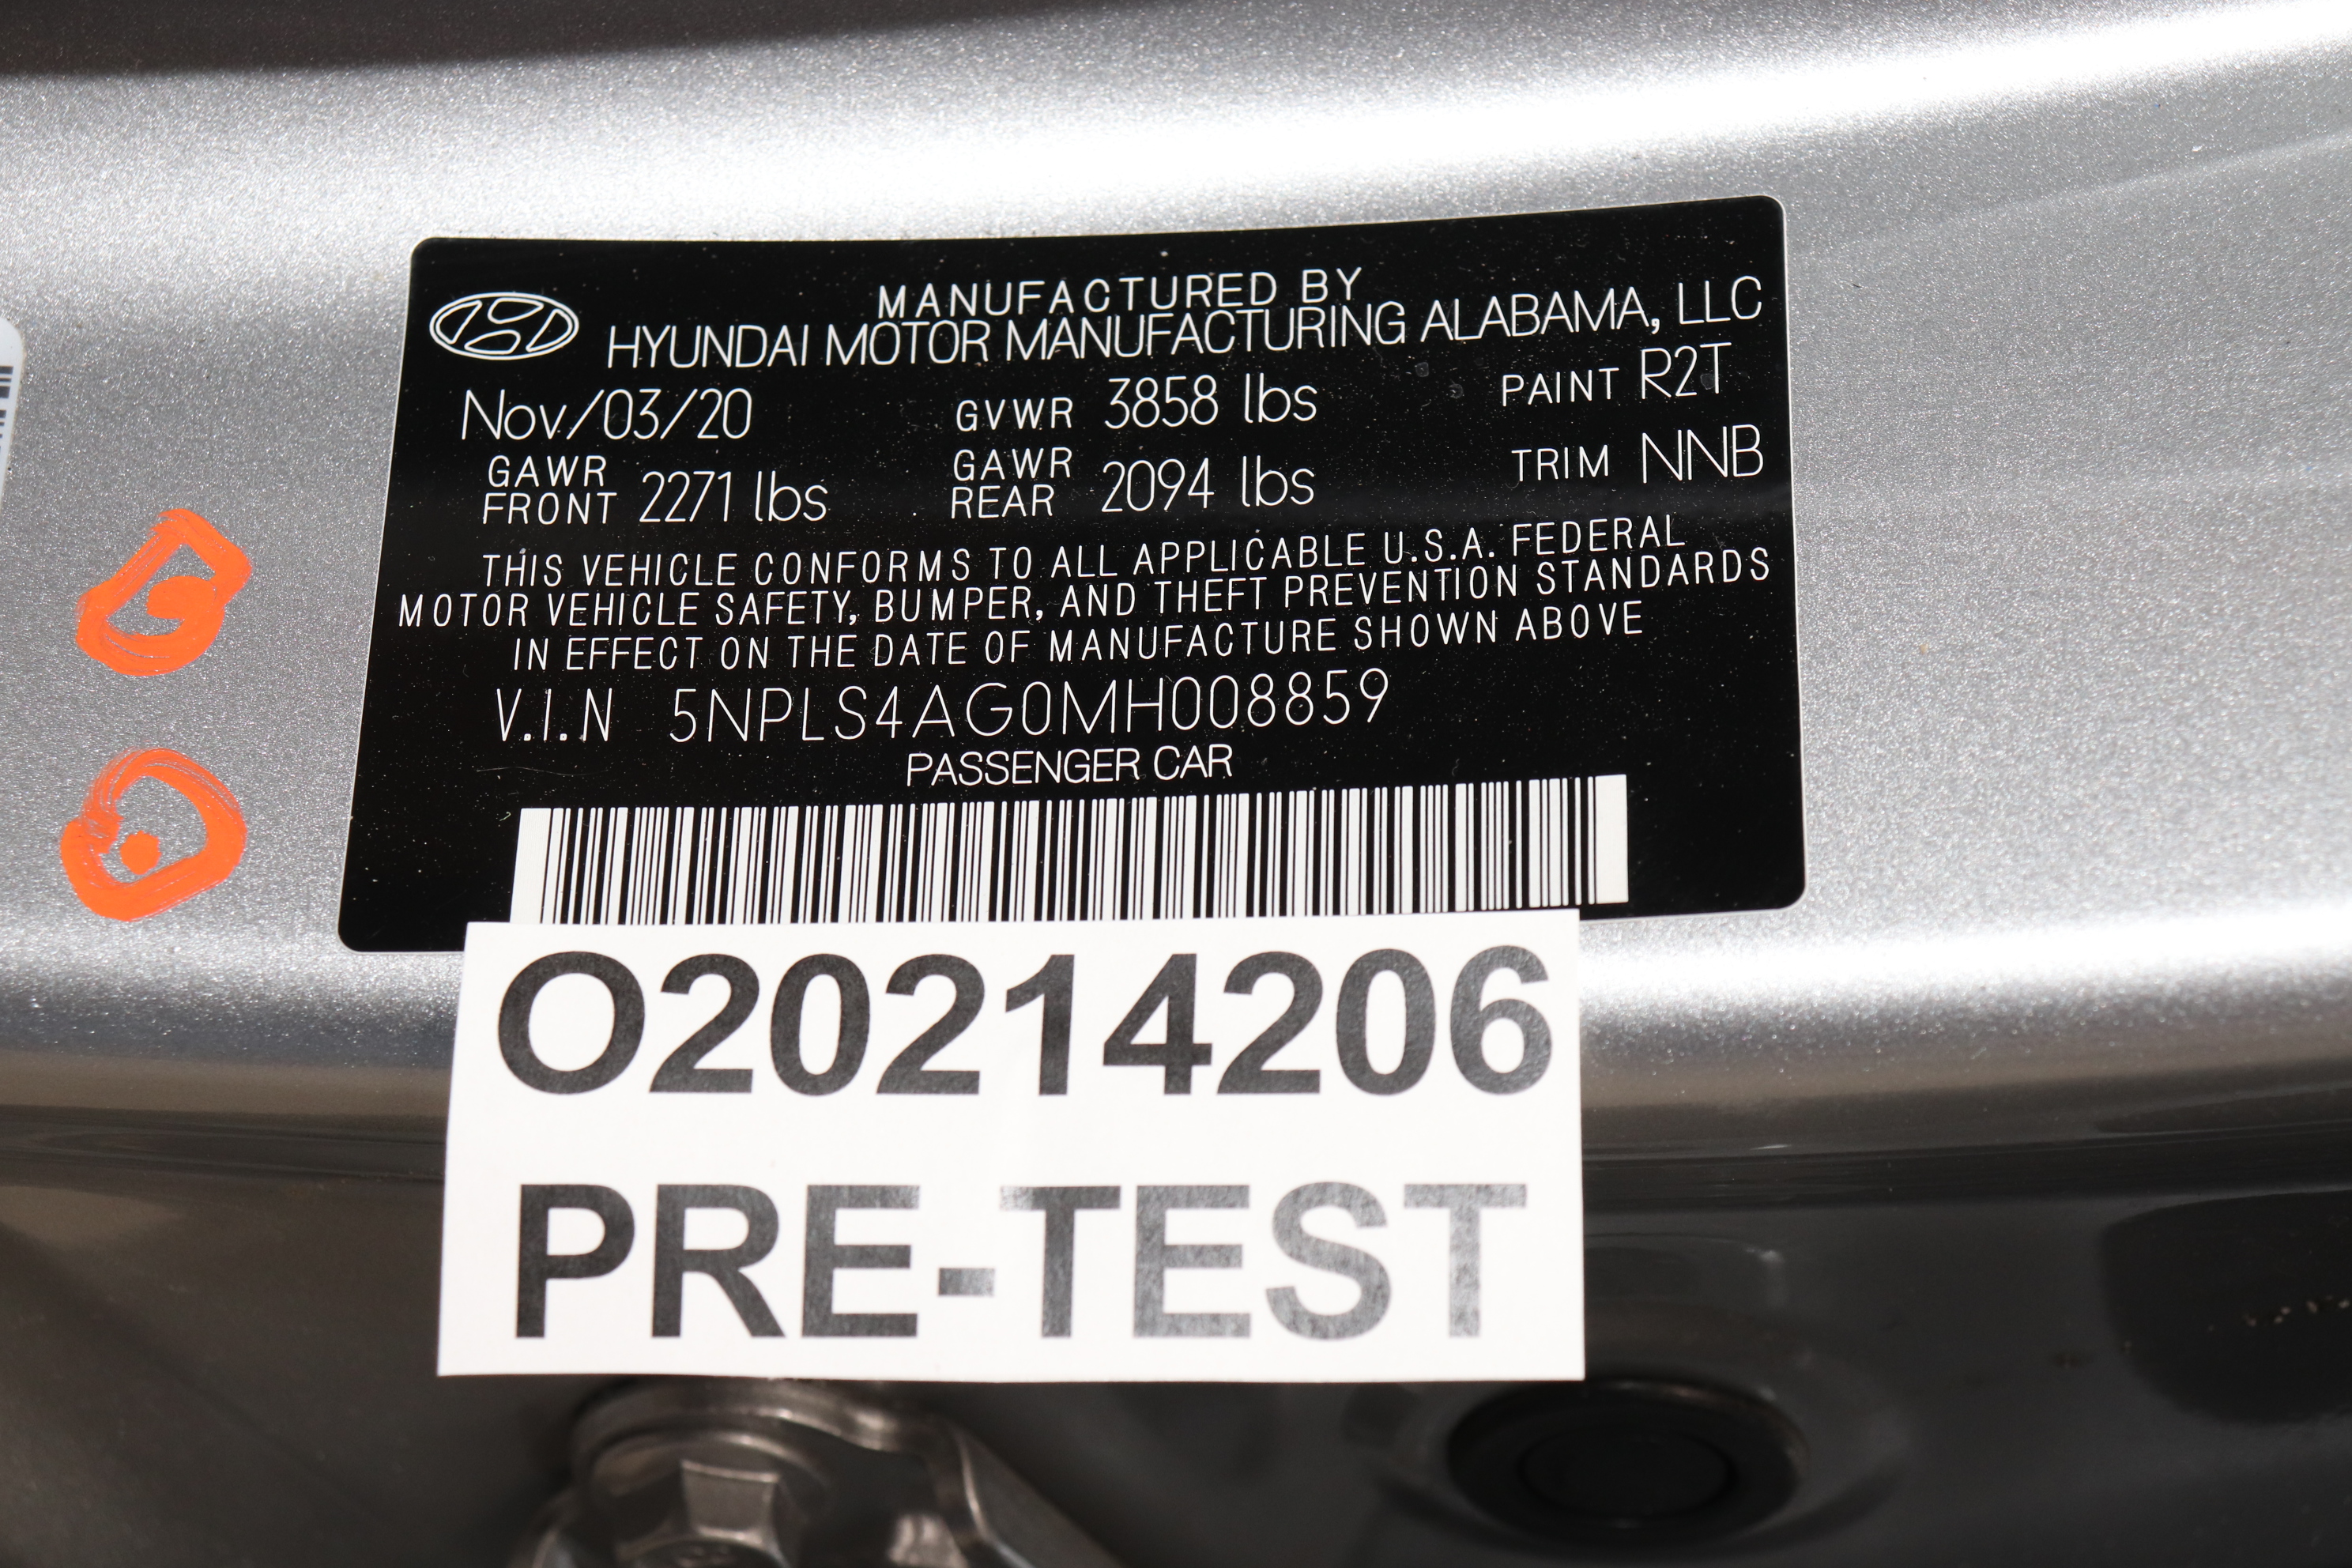 MANUFACTURED BY
HYUNDAI MOTOR MANUFACTURING ALABAMA, LLC
Nov/03/20 GVWR 3858 lbs PAINT R2T
GAWR FRONT 2271 lbs GAWR REAR 2094 lbs TRIM NNB
THIS VEHICLE CONFORMS TO ALL APPLICABLE U.S.A. FEDERAL
MOTOR VEHICLE SAFETY, BUMPER, AND THEFT PREVENTION STANDARDS
IN EFFECT ON THE DATE OF MANUFACTURE SHOWN ABOVE
V.I.N 5NPLS4AG0MH008859
PASSENGER CAR
O20214206
PRE-TEST